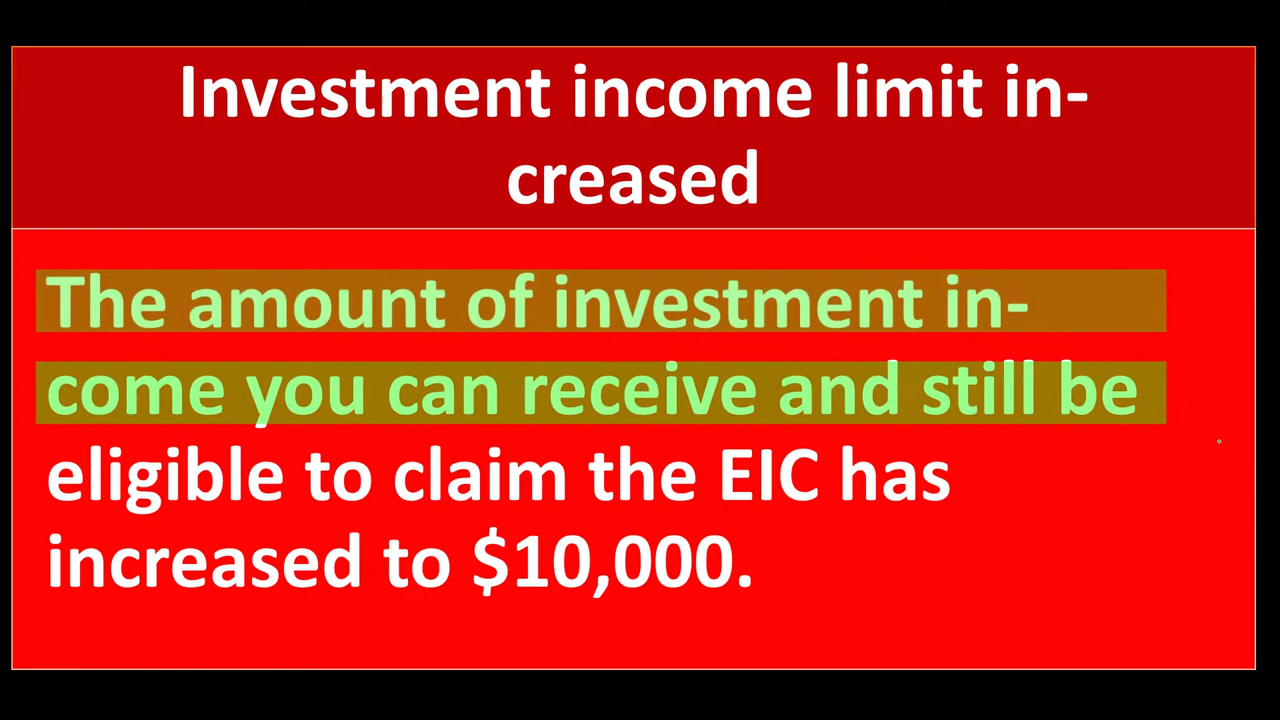 Investment income limit in-
creased
The amount of investment in-
come you can receive and still be
eligible to claim the EIC has
increased to $10,000.